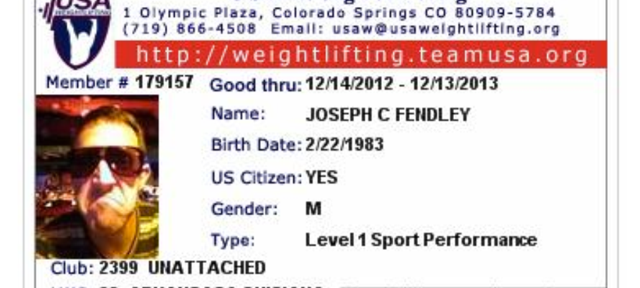 USA
WEIGHTLIFTING
1 Olympic Plaza, Colorado Springs CO 80909-5784
(719) 866-4508 Email: usaw@usaweightlifting.org
http://weightlifting.teamusa.org
Member # 179157 Good thru: 12/14/2012 - 12/13/2013
Name: JOSEPH C FENDLEY
Birth Date: 2/22/1983
US Citizen: YES
Gender: M
Type: Level 1 Sport Performance
Club: 2399 UNATTACHED